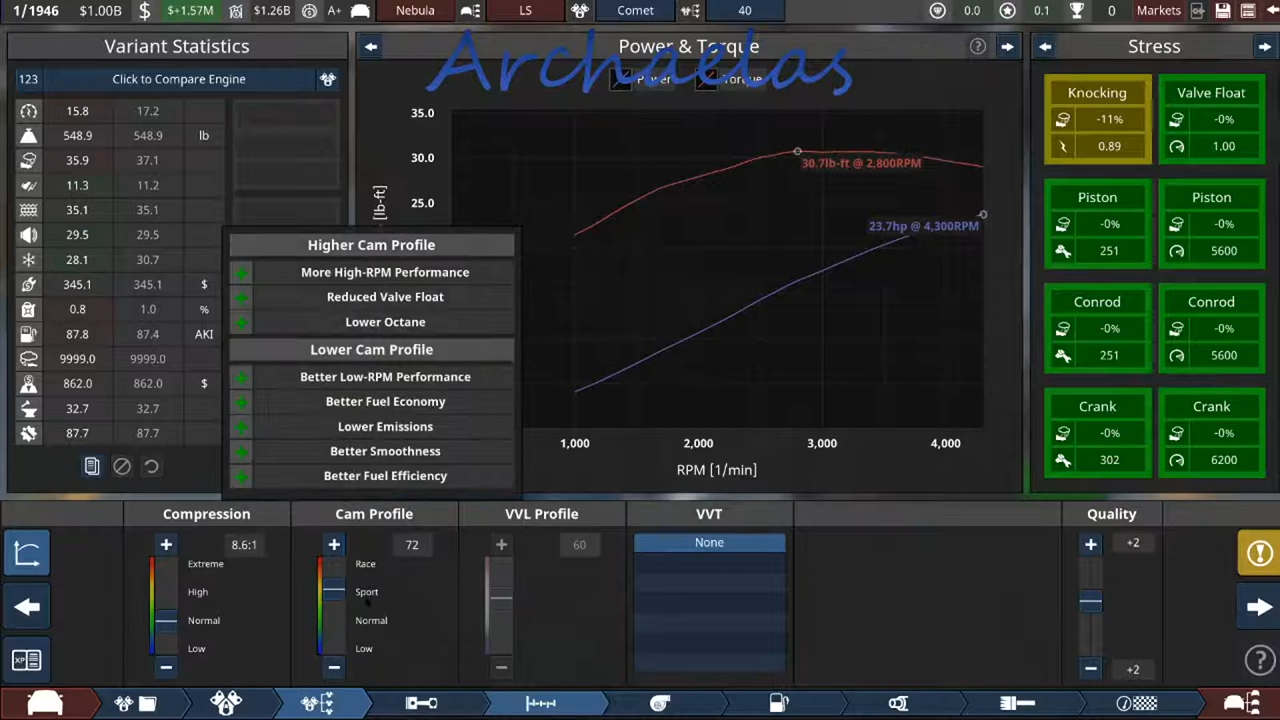 1/1946 $1.00B $+1.57M $1.26B A+ Nebula LS Comet 40 0.0 0.1 0 Markets
Variant Statistics
123 Click to Compare Engine
15.8 17.2
548.9 548.9 lb
35.9 37.1
11.3 11.2
35.1 35.1
29.5 29.5
28.1 30.7
345.1 345.1 $
0.8 1.0 %
87.8 87.4 AKI
9999.0 9999.0
862.0 862.0 $
32.7 32.7
87.7 87.7
Higher Cam Profile
More High-RPM Performance
Reduced Valve Float
Lower Octane
Lower Cam Profile
Better Low-RPM Performance
Better Fuel Economy
Lower Emissions
Better Smoothness
Better Fuel Efficiency
Power & Torque
Archaelas
Power Torque
35.0
30.0
25.0
[lb-ft]
30.7lb-ft @ 2,800RPM
23.7hp @ 4,300RPM
1,000 2,000 3,000 4,000
RPM [1/min]
Stress
Knocking Valve Float
-11% -0%
0.89 1.00
Piston Piston
-0% -0%
251 5600
Conrod Conrod
-0% -0%
251 5600
Crank Crank
-0% -0%
302 6200
Compression Cam Profile VVL Profile VVT Quality
8.6:1 72 60 None +2
Extreme Race
High Sport
Normal Normal
Low Low
+2
XP